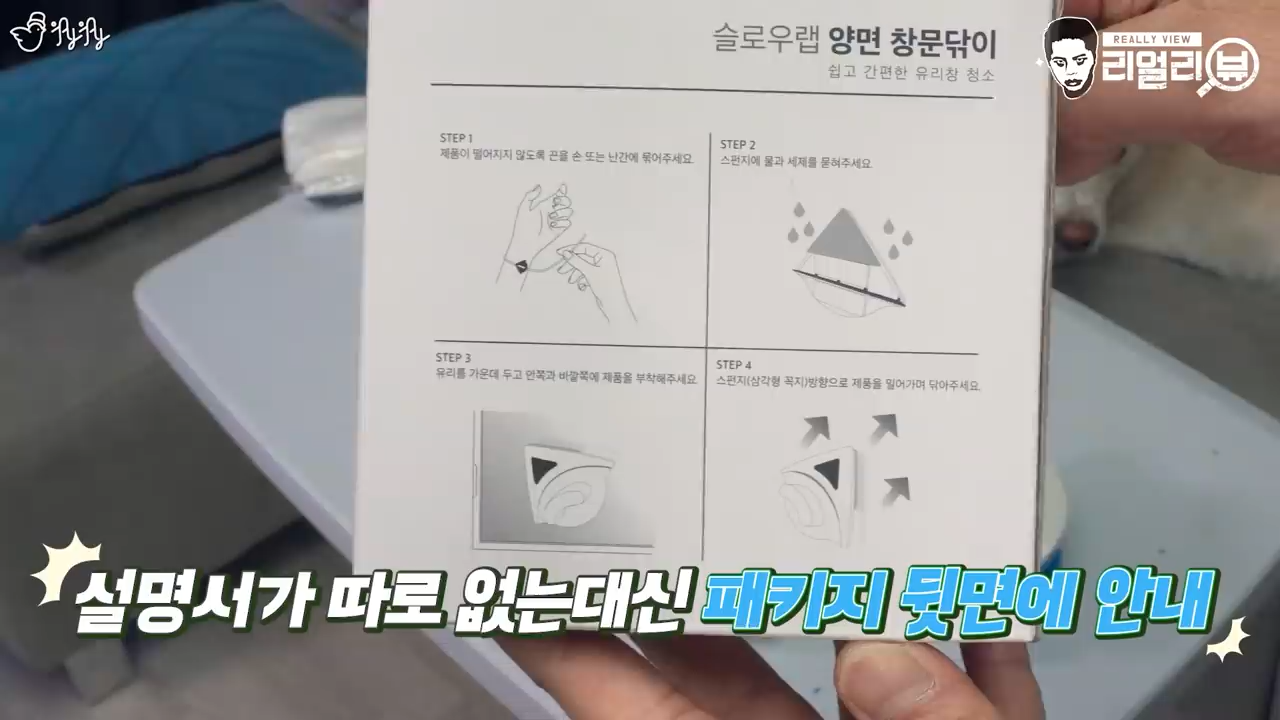 REALLY VIEW
리얼리뷰
슬로우랩 양면 창문닦이
쉽고 간편한 유리창 청소
STEP 1
제품이 떨어지지 않도록 끈을 손 또는 난간에 묶어주세요.
STEP 2
스펀지에 물과 세제를 묻혀주세요.
STEP 3
유리를 가운데 두고 안쪽과 바깥쪽에 제품을 부착해주세요.
STEP 4
스펀지(삼각형 꼭지)방향으로 제품을 밀어가며 닦아주세요.
설명서가 따로 없는대신 패키지 뒷면에 안내